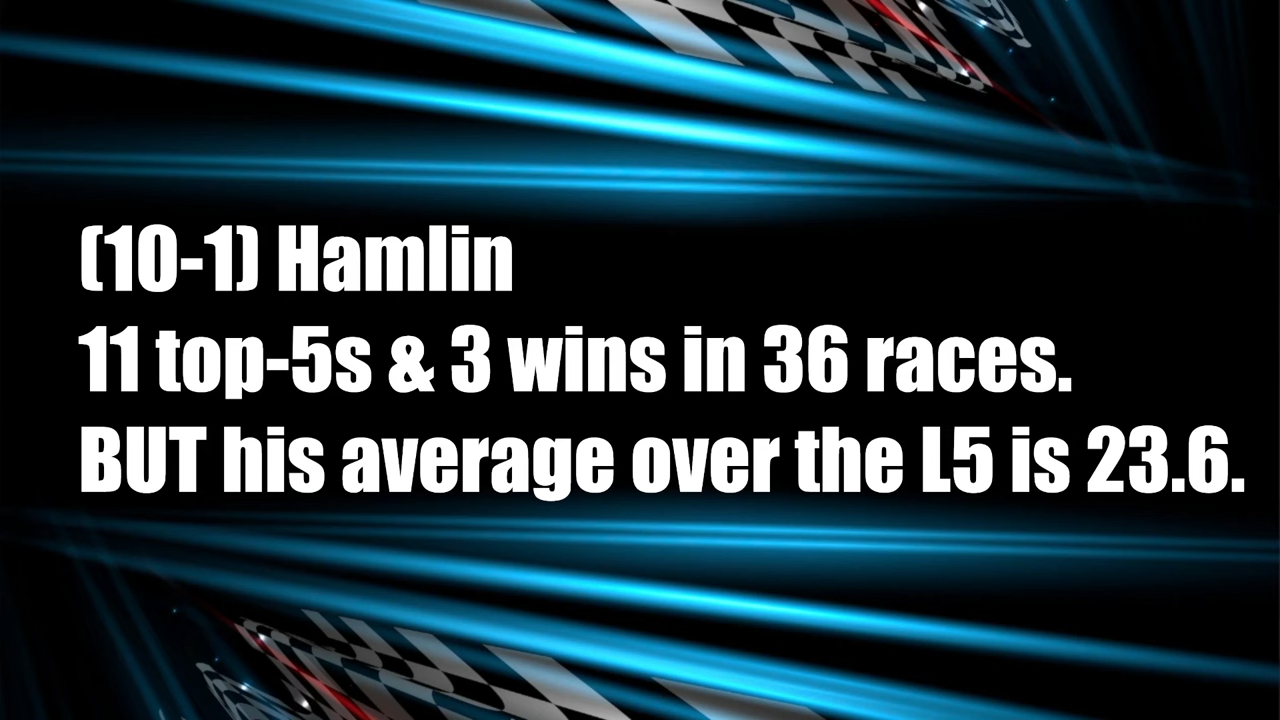 (10-1) Hamlin
11 top-5s & 3 wins in 36 races.
BUT his average over the L5 is 23.6.